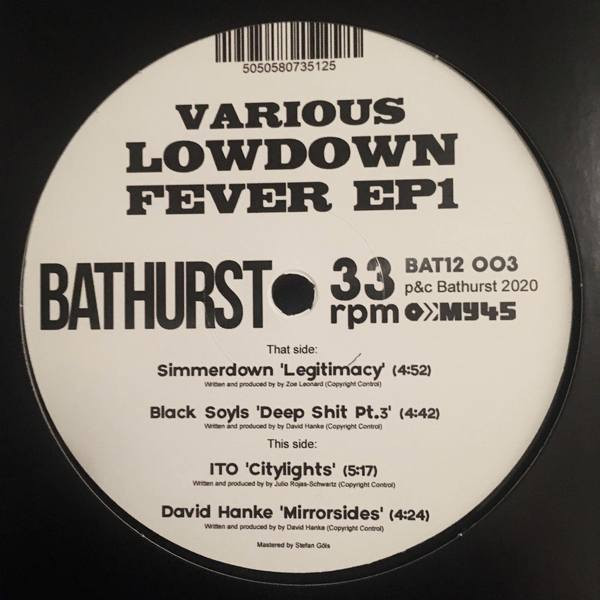 5050580735125
VARIOUS
LOWDOWN
FEVER EP1
BATHURST
33
rpm
BAT12 003
p&c Bathurst 2020
MY45
That side:
Simmerdown 'Legitimacy' (4:52)
Written and produced by by Zoe Leonard (Copyright Control)
Black Soyls 'Deep Shit Pt.3' (4:42)
Written and produced by by David Hanke (Copyright Control)
This side:
ITO 'Citylights' (5:17)
Written and produced by by Julio Rojas-Schwartz (Copyright Control)
David Hanke 'Mirrorsides' (4:24)
Written and produced by by David Hanke (Copyright Control)
Mastered by Stefan Göls